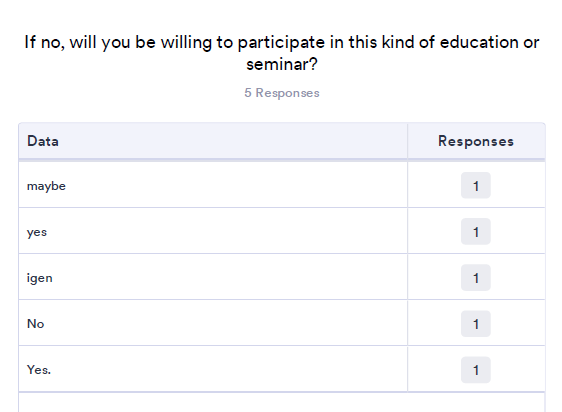 If no, will you be willing to participate in this kind of education or
seminar?
5 Responses
Data Responses
maybe 1
yes 1
igen 1
No 1
Yes. 1